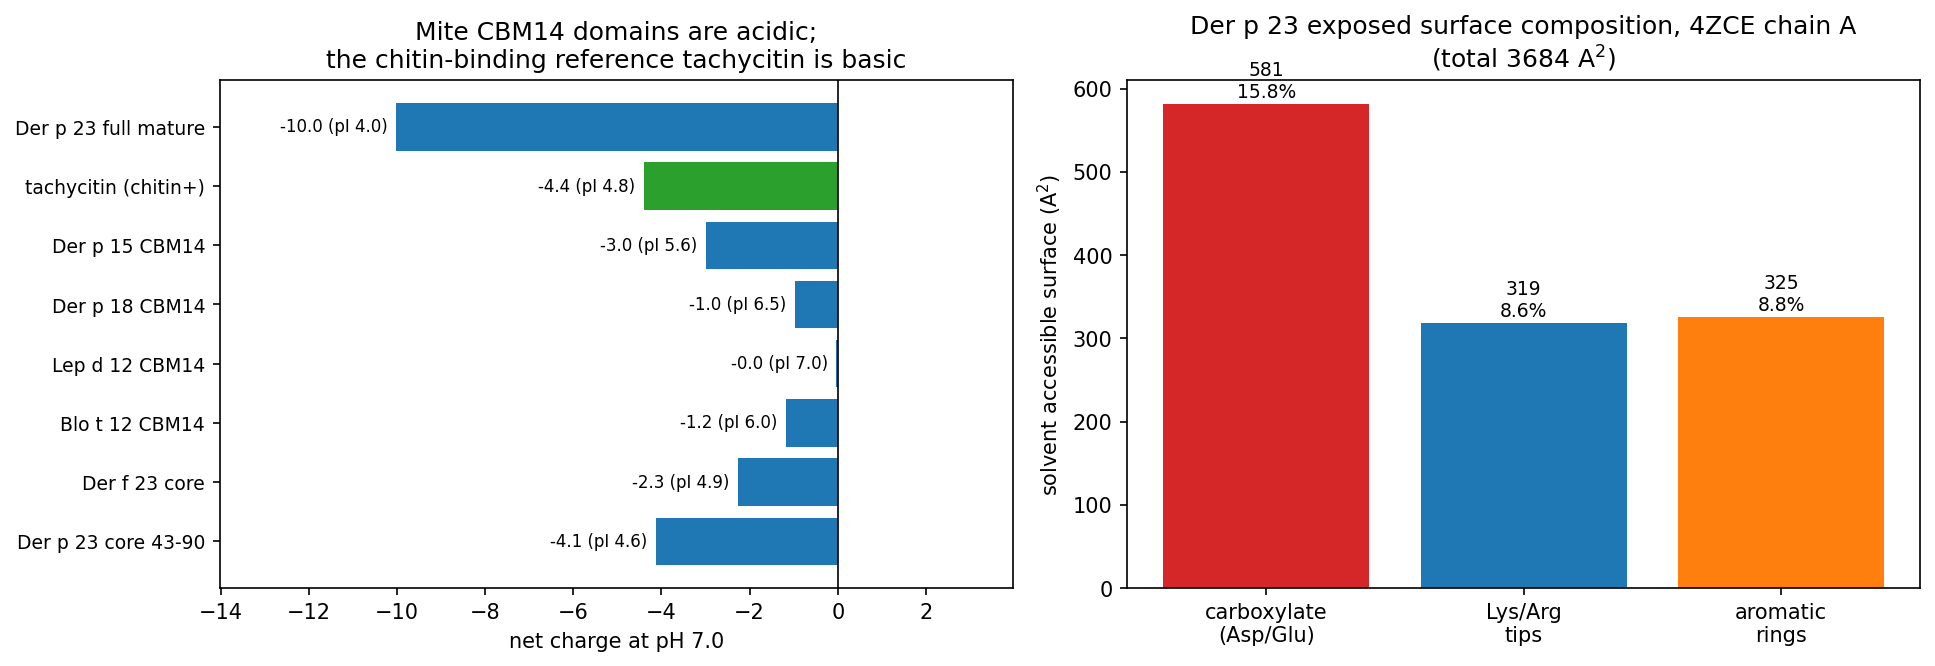 Mite CBM14 domains are acidic;
the chitin-binding reference tachycitin is basic
Der p 23 full mature
-10.0 (pI 4.0)
tachycitin (chitin+)
-4.4 (pI 4.8)
Der p 15 CBM14
-3.0 (pI 5.6)
Der p 18 CBM14
-1.0 (pI 6.5)
Lep d 12 CBM14
-0.0 (pI 7.0)
Blo t 12 CBM14
-1.2 (pI 6.0)
Der f 23 core
-2.3 (pI 4.9)
Der p 23 core 43-90
-4.1 (pI 4.6)
−14 −12 −10 −8 −6 −4 −2 0 2
net charge at pH 7.0
Der p 23 exposed surface composition, 4ZCE chain A
(total 3684 A²)
solvent accessible surface (A²)
600
500
400
300
200
100
0
581
15.8%
319
8.6%
325
8.8%
carboxylate
(Asp/Glu)
Lys/Arg
tips
aromatic
rings